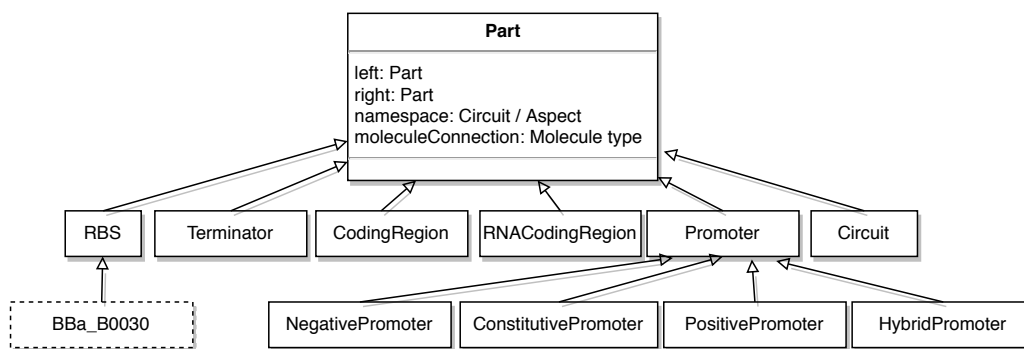 Part
left: Part
right: Part
namespace: Circuit / Aspect
moleculeConnection: Molecule type
RBS
Terminator
CodingRegion
RNACodingRegion
Promoter
Circuit
BBa_B0030
NegativePromoter
ConstitutivePromoter
PositivePromoter
HybridPromoter